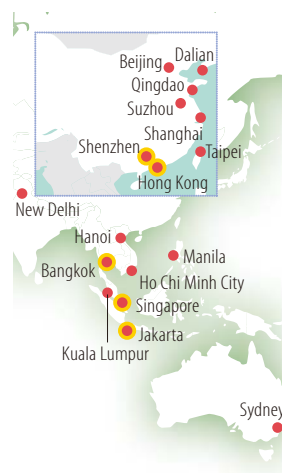 Beijing
Dalian
Qingdao
Suzhou
Shanghai
Shenzhen
Taipei
Hong Kong
New Delhi
Hanoi
Manila
Bangkok
Ho Chi Minh City
Singapore
Jakarta
Kuala Lumpur
Sydney